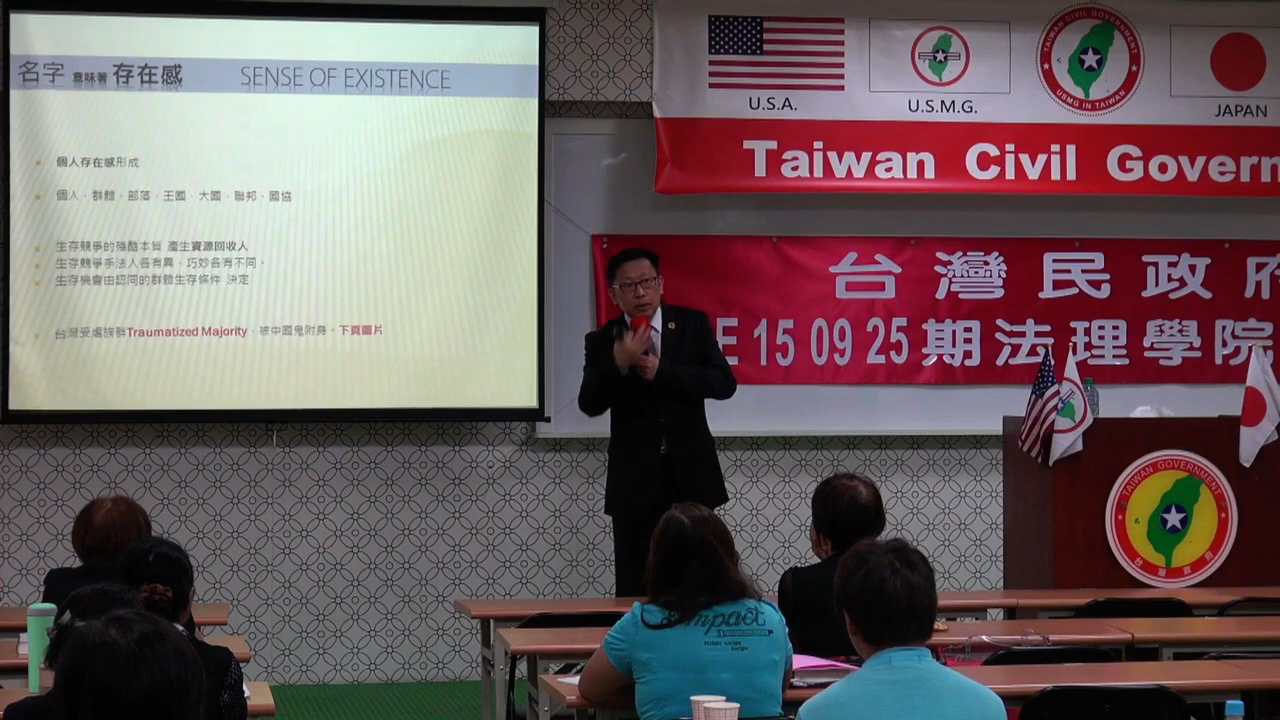 名字 意味著 存在感 SENSE OF EXISTENCE
個人存在感形成
個人、群體、部落、王國、大國、聯邦、國協
生存競爭的殘酷本質 產生資源回收人
生存競爭手法人各有異，巧妙各有不同。
生存機會由認同的群體生存條件 決定
台灣受虐族群Traumatized Majority，被中國鬼附身。下頁圖片
U.S.A.
U.S.M.G.
TAIWAN CIVIL GOVERNMENT
USMG IN TAIWAN
JAPAN
Taiwan Civil Govern
台灣民政府
E 15 09 25 期法理學院
TAIWAN GOVERNMENT
台灣政府
Impact